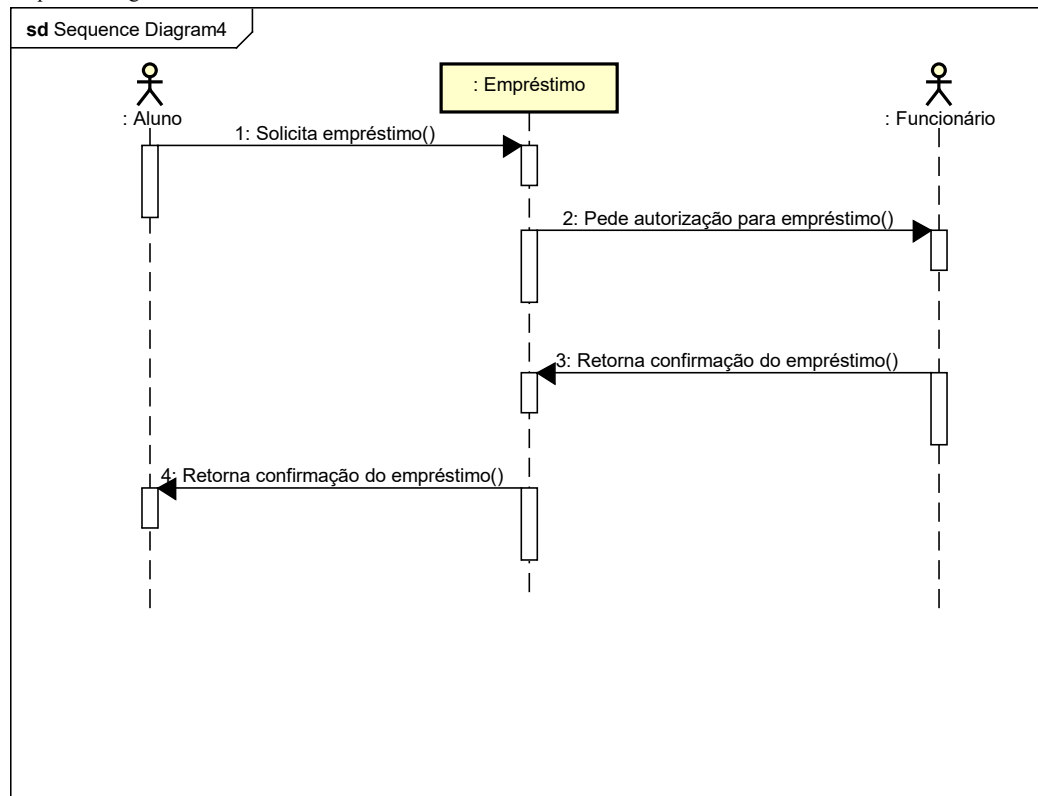 sd Sequence Diagram4
: Aluno
: Empréstimo
: Funcionário
1: Solicita empréstimo()
2: Pede autorização para empréstimo()
3: Retorna confirmação do empréstimo()
4: Retorna confirmação do empréstimo()